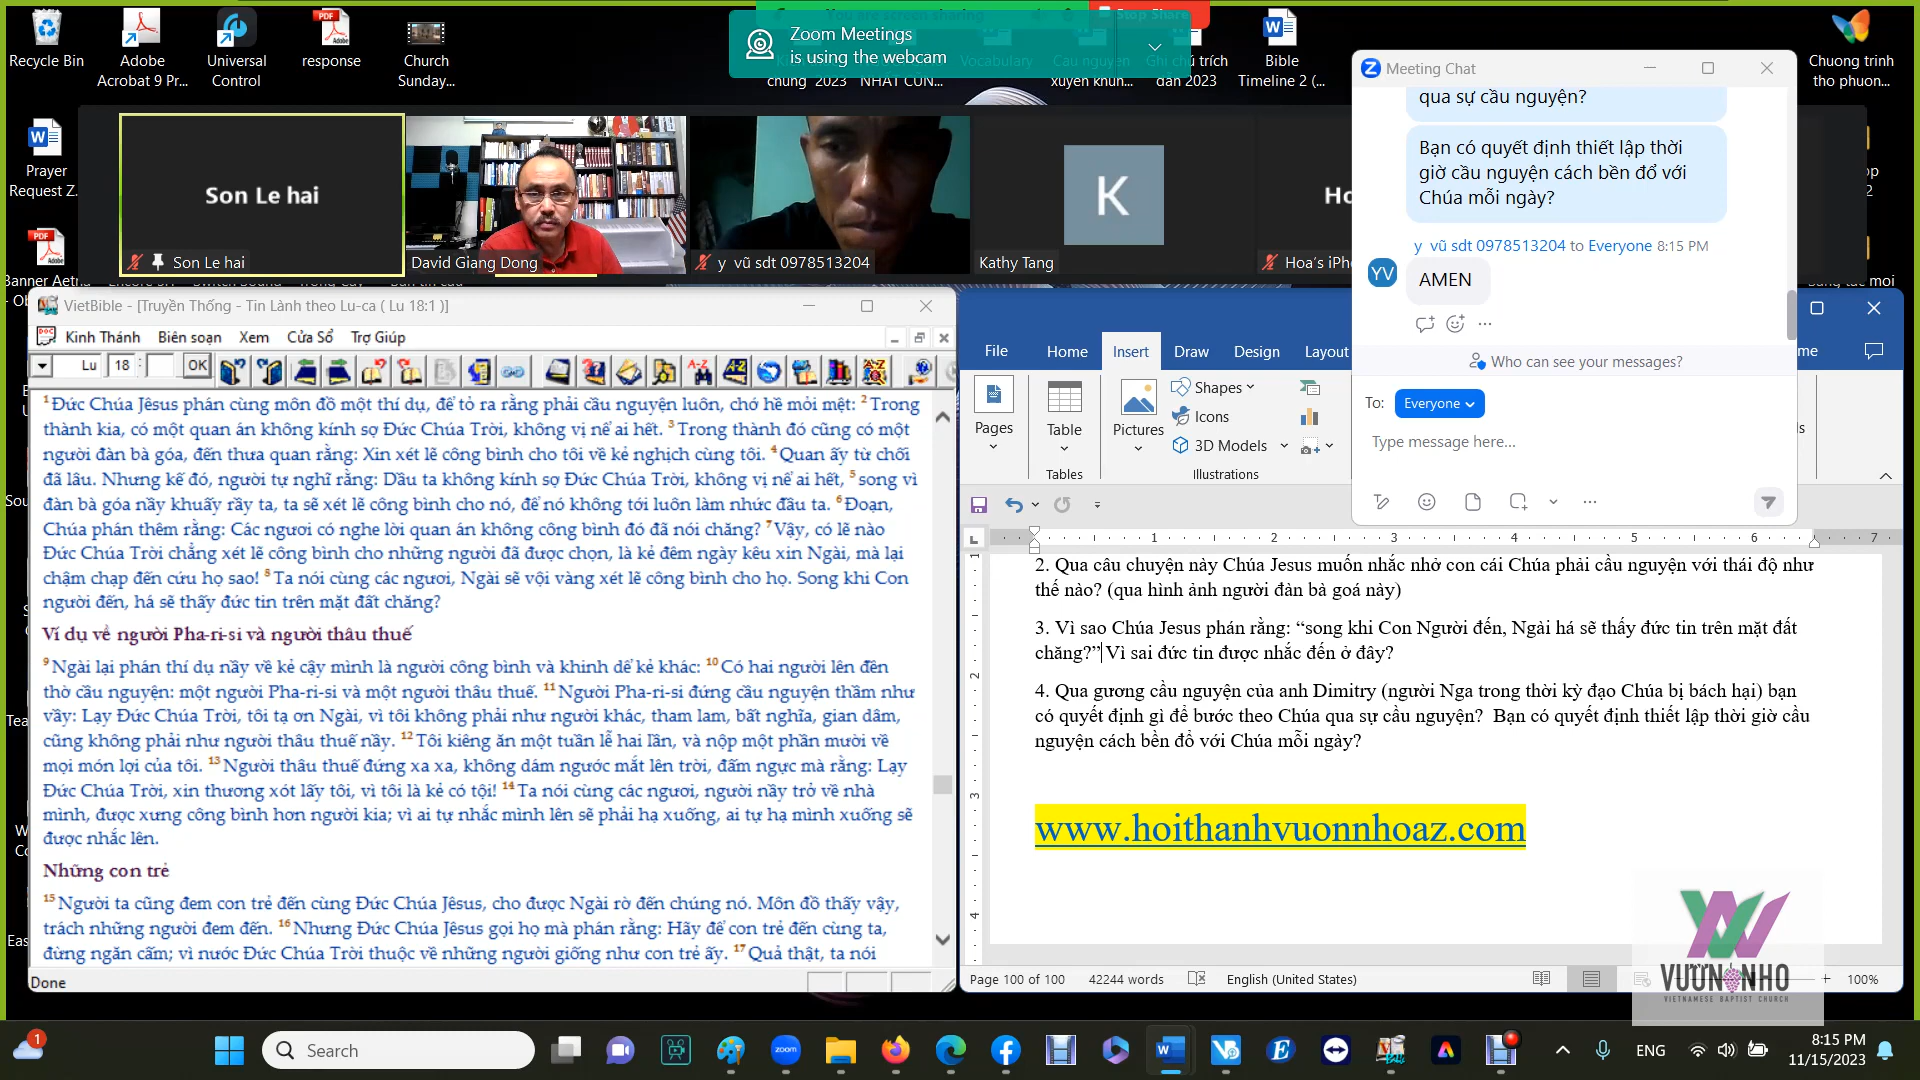 Recycle Bin
Adobe
Acrobat 9 Pr...
Universal
Control
response
Church
Sunday...
Zoom Meetings
is using the webcam
Stop Share
Vocabulary
xuyên khun...
Ghi chú trích
dẫn 2023
Bible
Timeline 2 (...
Chuong trinh
tho phuon...
Prayer
Request Z...
Son Le hai
Son Le hai
David Giang Dong
y vũ sdt 0978513204
K
Kathy Tang
Hoa's iPh
Meeting Chat
qua sự cầu nguyện?
Bạn có quyết định thiết lập thời
giờ cầu nguyện cách bền đổ với
Chúa mỗi ngày?
y vũ sdt 0978513204 to Everyone 8:15 PM
YV
AMEN
Who can see your messages?
To: Everyone
Type message here...
VietBible - [Truyền Thống - Tin Lành theo Lu-ca ( Lu 18:1 )]
Kinh Thánh Biên soạn Xem Cửa Sổ Trợ Giúp
Lu 18 : OK
1Đức Chúa Jêsus phán cùng môn đồ một thí dụ, để tỏ ra rằng phải cầu nguyện luôn, chớ hề mỏi mệt: 2Trong
thành kia, có một quan án không kính sợ Đức Chúa Trời, không vị nể ai hết. 3Trong thành đó cũng có một
người đàn bà góa, đến thưa quan rằng: Xin xét lẽ công bình cho tôi về kẻ nghịch cùng tôi. 4Quan ấy từ chối
đã lâu. Nhưng kế đó, người tự nghĩ rằng: Dầu ta không kính sợ Đức Chúa Trời, không vị nể ai hết, 5song vì
đàn bà góa nầy khuấy rầy ta, ta sẽ xét lẽ công bình cho nó, để nó không tới luôn làm nhức đầu ta. 6Đoạn,
Chúa phán thêm rằng: Các ngươi có nghe lời quan án không công bình đó đã nói chăng? 7Vậy, có lẽ nào
Đức Chúa Trời chẳng xét lẽ công bình cho những người đã được chọn, là kẻ đêm ngày kêu xin Ngài, mà lại
chậm chạp đến cứu họ sao! 8Ta nói cùng các ngươi, Ngài sẽ vội vàng xét lẽ công bình cho họ. Song khi Con
người đến, há sẽ thấy đức tin trên mặt đất chăng?
Ví dụ về người Pha-ri-si và người thâu thuế
9Ngài lại phán thí dụ nầy về kẻ cậy mình là người công bình và khinh dể kẻ khác: 10Có hai người lên đền
thờ cầu nguyện: một người Pha-ri-si và một người thâu thuế. 11Người Pha-ri-si đứng cầu nguyện thầm như
vầy: Lạy Đức Chúa Trời, tôi tạ ơn Ngài, vì tôi không phải như người khác, tham lam, bất nghĩa, gian dâm,
cũng không phải như người thâu thuế nầy. 12Tôi kiêng ăn một tuần lễ hai lần, và nộp một phần mười về
mọi món lợi của tôi. 13Người thâu thuế đứng xa xa, không dám ngước mắt lên trời, đấm ngực mà rằng: Lạy
Đức Chúa Trời, xin thương xót lấy tôi, vì tôi là kẻ có tội! 14Ta nói cùng các ngươi, người nầy trở về nhà
mình, được xưng công bình hơn người kia; vì ai tự nhắc mình lên sẽ phải hạ xuống, ai tự hạ mình xuống sẽ
được nhắc lên.
Những con trẻ
15Người ta cũng đem con trẻ đến cùng Đức Chúa Jêsus, cho được Ngài rờ đến chúng nó. Môn đồ thấy vậy,
trách những người đem đến. 16Nhưng Đức Chúa Jêsus gọi họ mà phán rằng: Hãy để con trẻ đến cùng ta,
đừng ngăn cấm; vì nước Đức Chúa Trời thuộc về những người giống như con trẻ ấy. 17Quả thật, ta nói
Done
File Home Insert Draw Design Layout
Pages
Table
Pictures
Shapes
Icons
3D Models
Tables
Illustrations
2. Qua câu chuyện này Chúa Jesus muốn nhắc nhở con cái Chúa phải cầu nguyện với thái độ như
thế nào? (qua hình ảnh người đàn bà goá này)
3. Vì sao Chúa Jesus phán rằng: “song khi Con Người đến, Ngài há sẽ thấy đức tin trên mặt đất
chăng?” Vì sai đức tin được nhắc đến ở đây?
4. Qua gương cầu nguyện của anh Dimitry (người Nga trong thời kỳ đạo Chúa bị bách hại) bạn
có quyết định gì để bước theo Chúa qua sự cầu nguyện? Bạn có quyết định thiết lập thời giờ cầu
nguyện cách bền đổ với Chúa mỗi ngày?
www.hoithanhvuonnhoaz.com
VUONNHO
VIETNAMESE BAPTIST CHURCH
Page 100 of 100 42244 words English (United States) 100%
Search
zoom
ENG
8:15 PM
11/15/2023